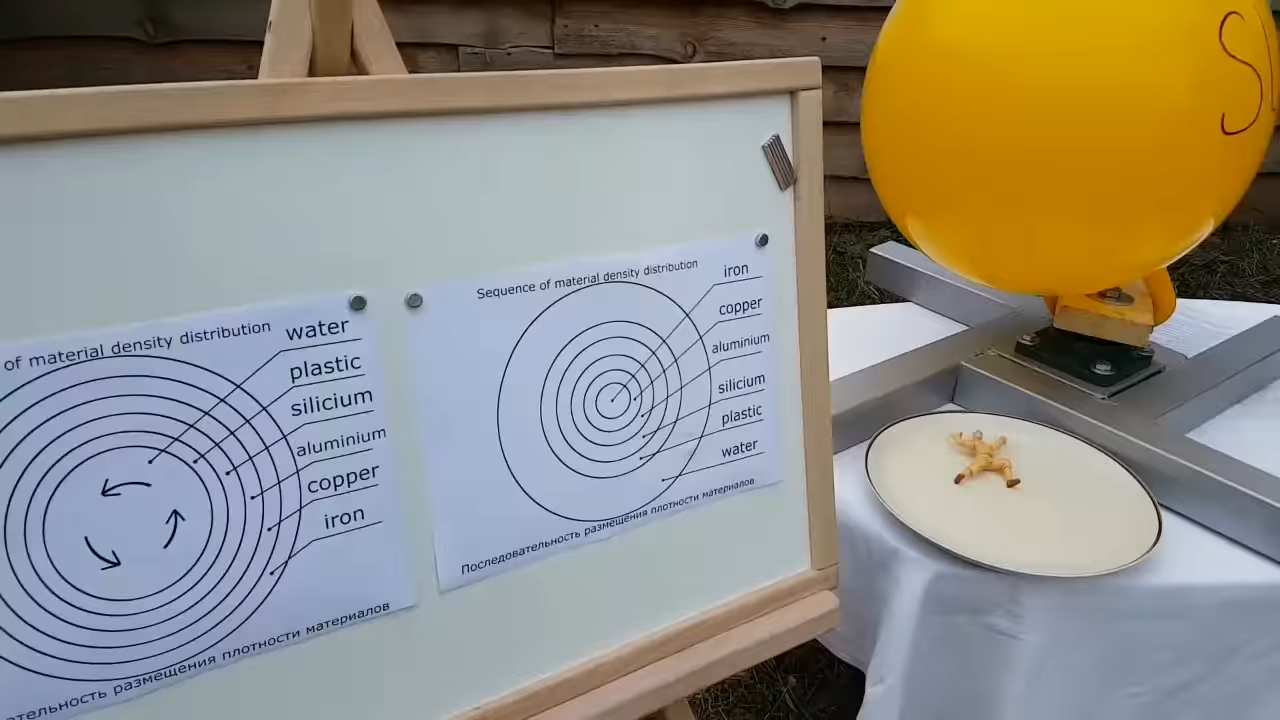 of material density distribution
water
plastic
silicium
aluminium
copper
iron
Sequence of material density distribution
iron
copper
aluminium
silicium
plastic
water
Последовательность размещения плотности материалов
размещения плотности материалов